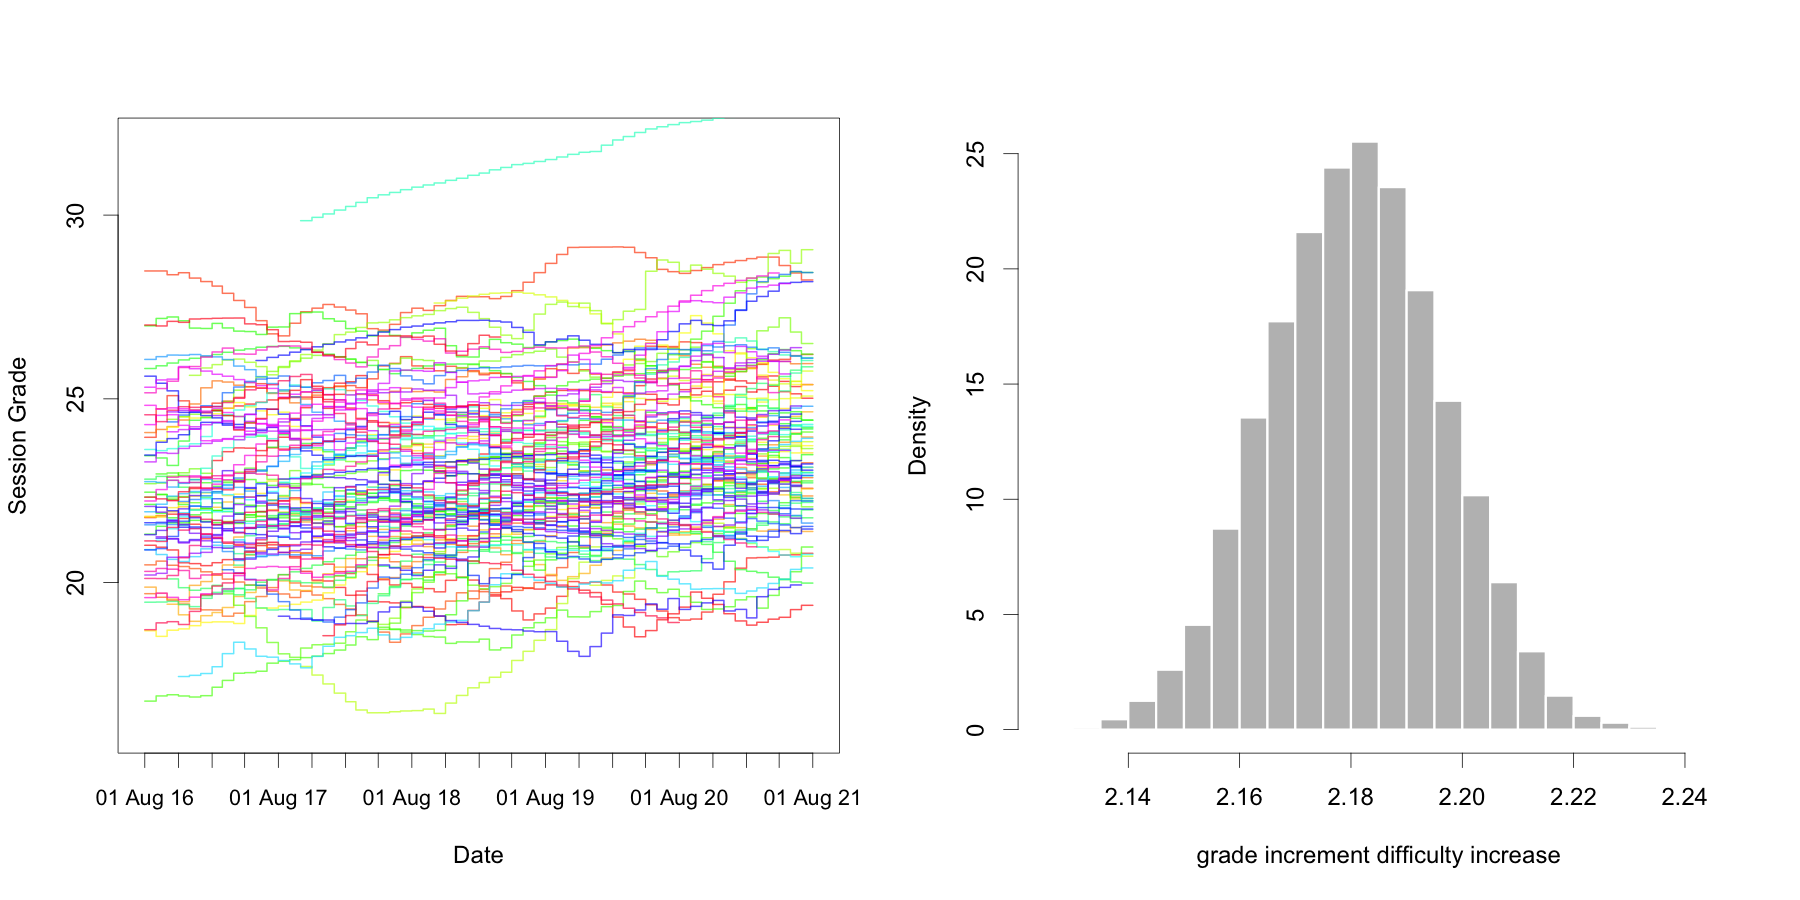 Session Grade
30
25
20
01 Aug 16 01 Aug 17 01 Aug 18 01 Aug 19 01 Aug 20 01 Aug 21
Date
Density
25
20
15
10
5
0
2.14 2.16 2.18 2.20 2.22 2.24
grade increment difficulty increase